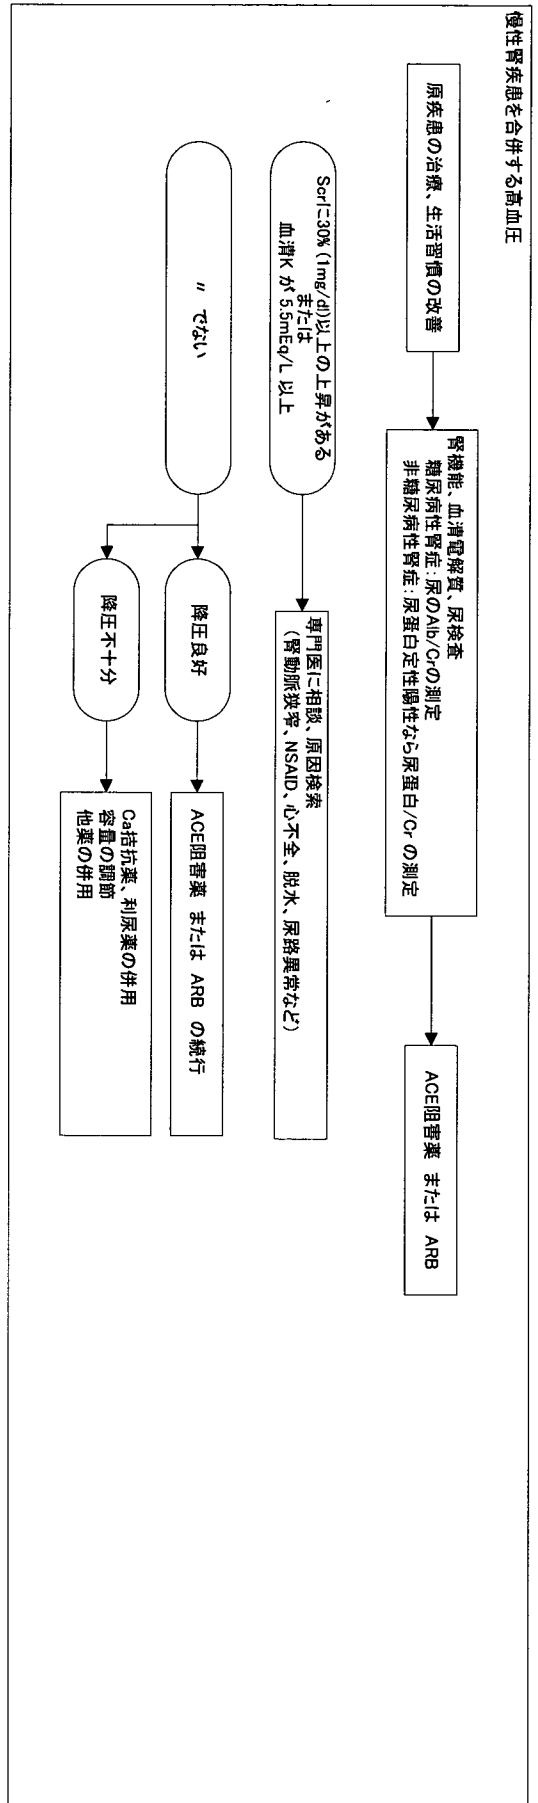 慢性腎疾患を合併する高血圧
原疾患の治療、生活習慣の改善
腎機能、血清電解質、尿検査
糖尿病性腎症：尿のAlb/Crの測定
非糖尿病性腎症：尿蛋白定性陽性なら尿蛋白/Cr の測定
ACE阻害薬 または ARB
Scrに30% (1mg/dl)以上の上昇がある
または
血清K が 5.5mEq/L 以上
専門医に相談、原因検索
(腎動脈狭窄、NSAID、心不全、脱水、尿路異常など)
〃 でない
降圧良好
ACE阻害薬 または ARB の続行
降圧不十分
Ca拮抗薬、利尿薬の併用
容量の調節
他薬の併用